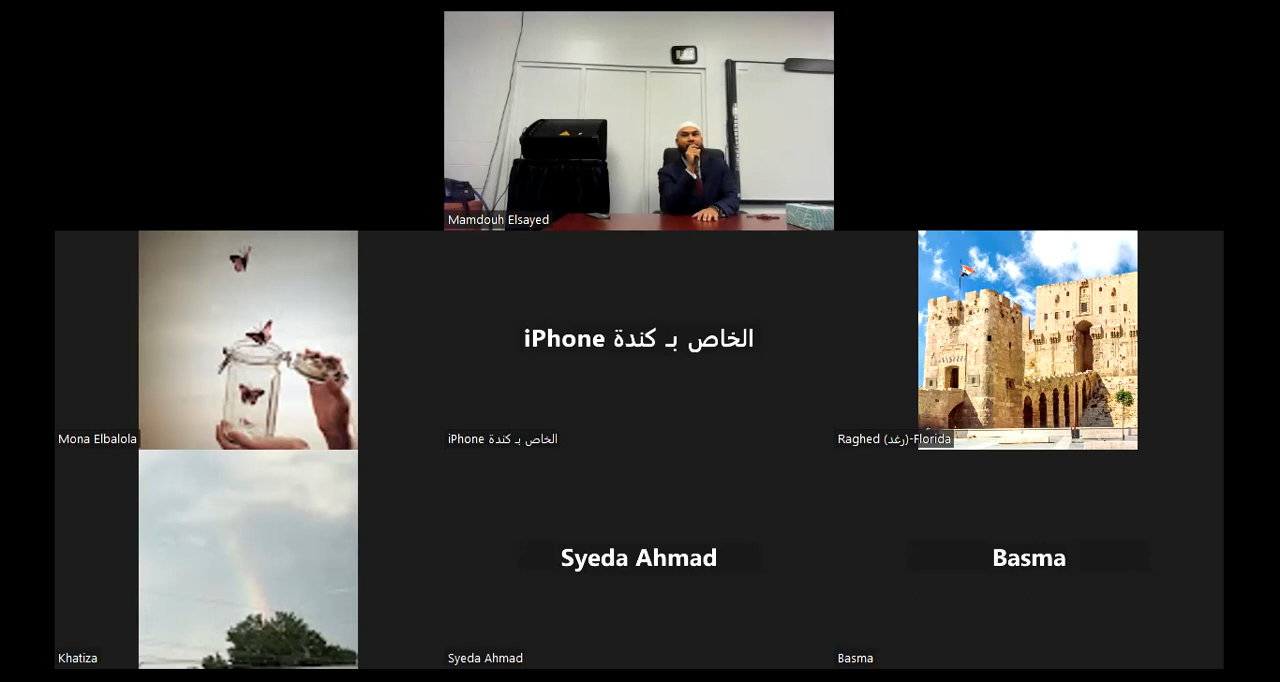 Mamdouh Elsayed
iPhone الخاص بـ كندة
Mona Elbalola
iPhone الخاص بـ كندة
Raghed (رغد)-Florida
Syeda Ahmad
Basma
Khatiza
Syeda Ahmad
Basma